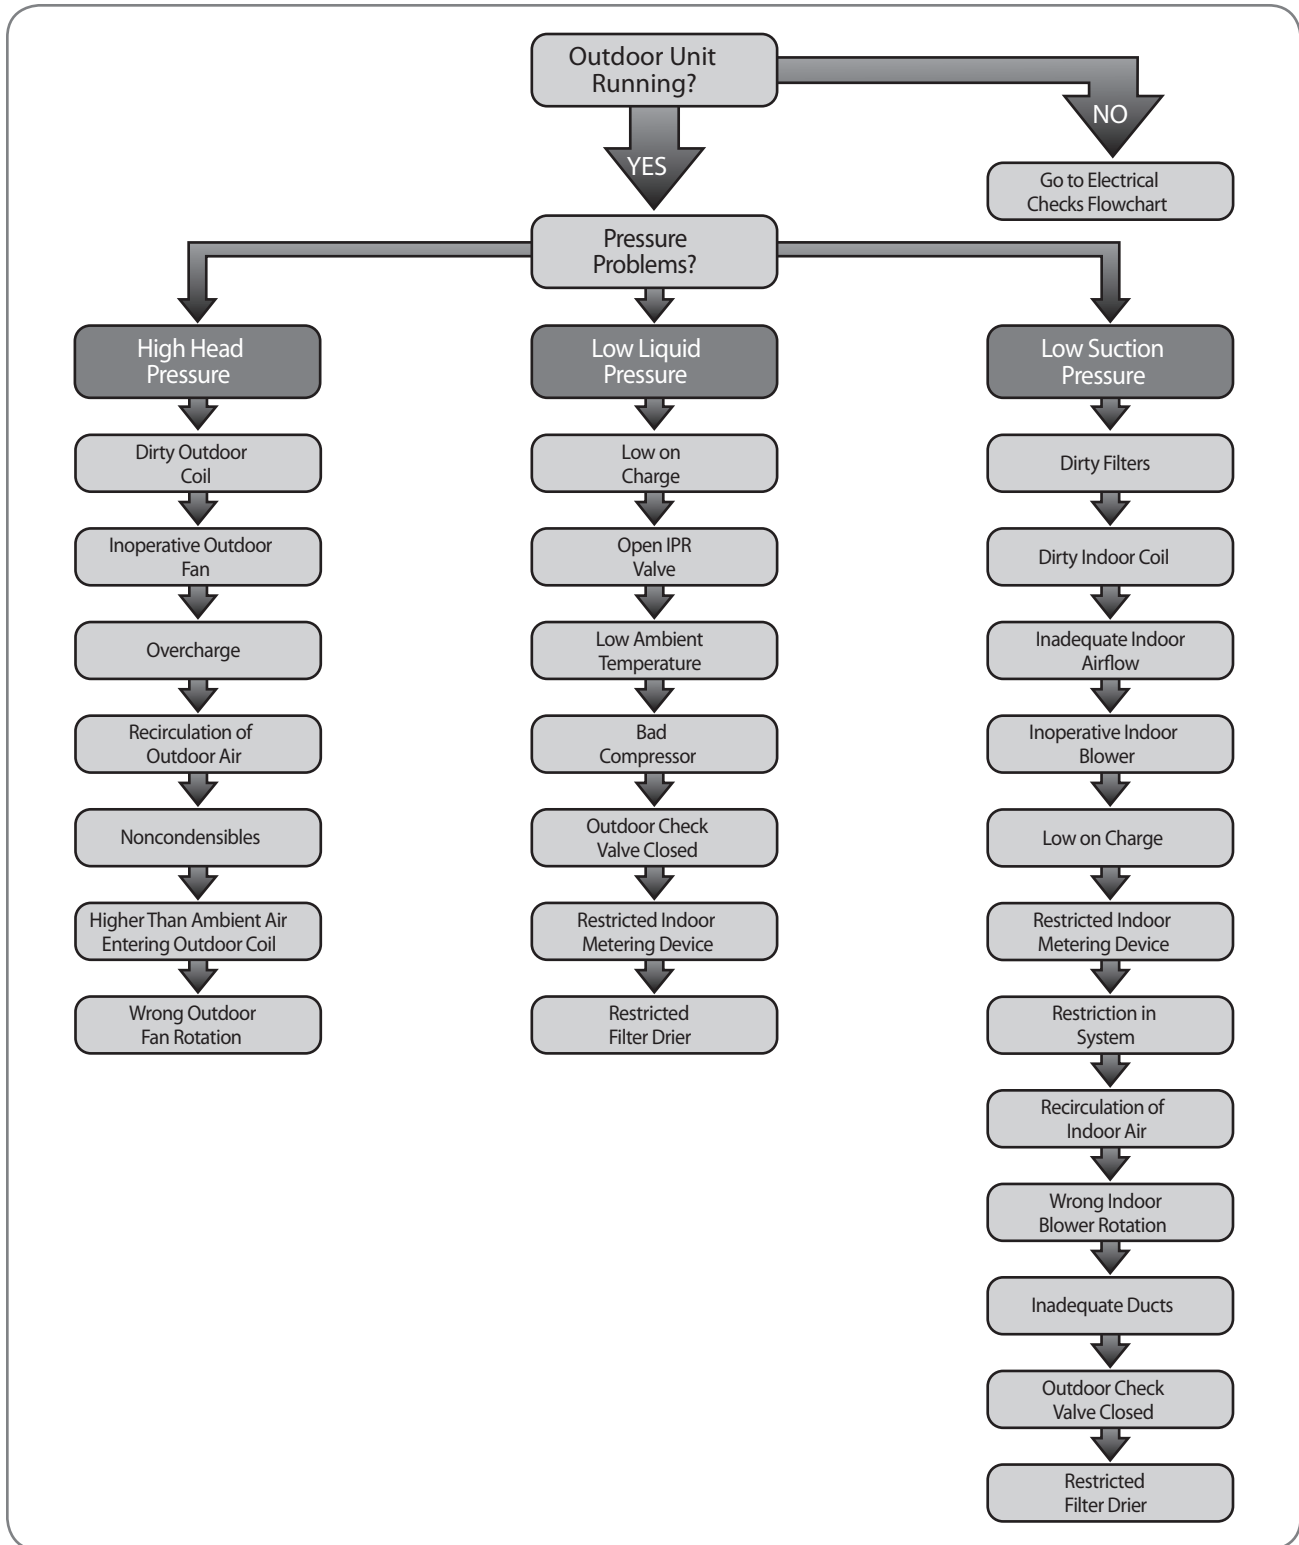 Outdoor Unit
Running?
NO
YES
Go to Electrical
Checks Flowchart
Pressure
Problems?
High Head
Pressure
Dirty Outdoor
Coil
Inoperative Outdoor
Fan
Overcharge
Recirculation of
Outdoor Air
Noncondensibles
Higher Than Ambient Air
Entering Outdoor Coil
Wrong Outdoor
Fan Rotation
Low Liquid
Pressure
Low on
Charge
Open IPR
Valve
Low Ambient
Temperature
Bad
Compressor
Outdoor Check
Valve Closed
Restricted Indoor
Metering Device
Restricted
Filter Drier
Low Suction
Pressure
Dirty Filters
Dirty Indoor Coil
Inadequate Indoor
Airflow
Inoperative Indoor
Blower
Low on Charge
Restricted Indoor
Metering Device
Restriction in
System
Recirculation of
Indoor Air
Wrong Indoor
Blower Rotation
Inadequate Ducts
Outdoor Check
Valve Closed
Restricted
Filter Drier